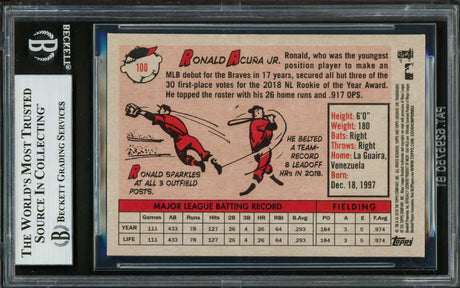 BECKETT
THE WORLD'S MOST TRUSTED
SOURCE IN COLLECTING™
BECKETT GRADING SERVICES
100
RONALD ACUÑA JR.
Ronald, who was the youngest
position player to make an
MLB debut for the Braves in 17 years, secured all but three of the
30 first-place votes for the 2018 NL Rookie of the Year Award.
He topped the roster with his 26 home runs and .917 OPS.
RONALD SPARKLES
AT ALL 3 OUTFIELD
POSTS.
HE BELTED
A TEAM-
RECORD
8 LEADOFF
HRs IN 2018.
Height: 6'0"
Weight: 180
Bats: Right
Throws: Right
Home: La Guaira,
Venezuela
Born:
Dec. 18, 1997
MAJOR LEAGUE BATTING RECORD FIELDING
Games AB Runs Hits 2B 3B HR RBI B.Avg PO A E F.Avg
YEAR 111 433 78 127 26 4 26 64 .293 184 3 5 .974
LIFE 111 433 78 127 26 4 26 64 .293 184 3 5 .974
Topps